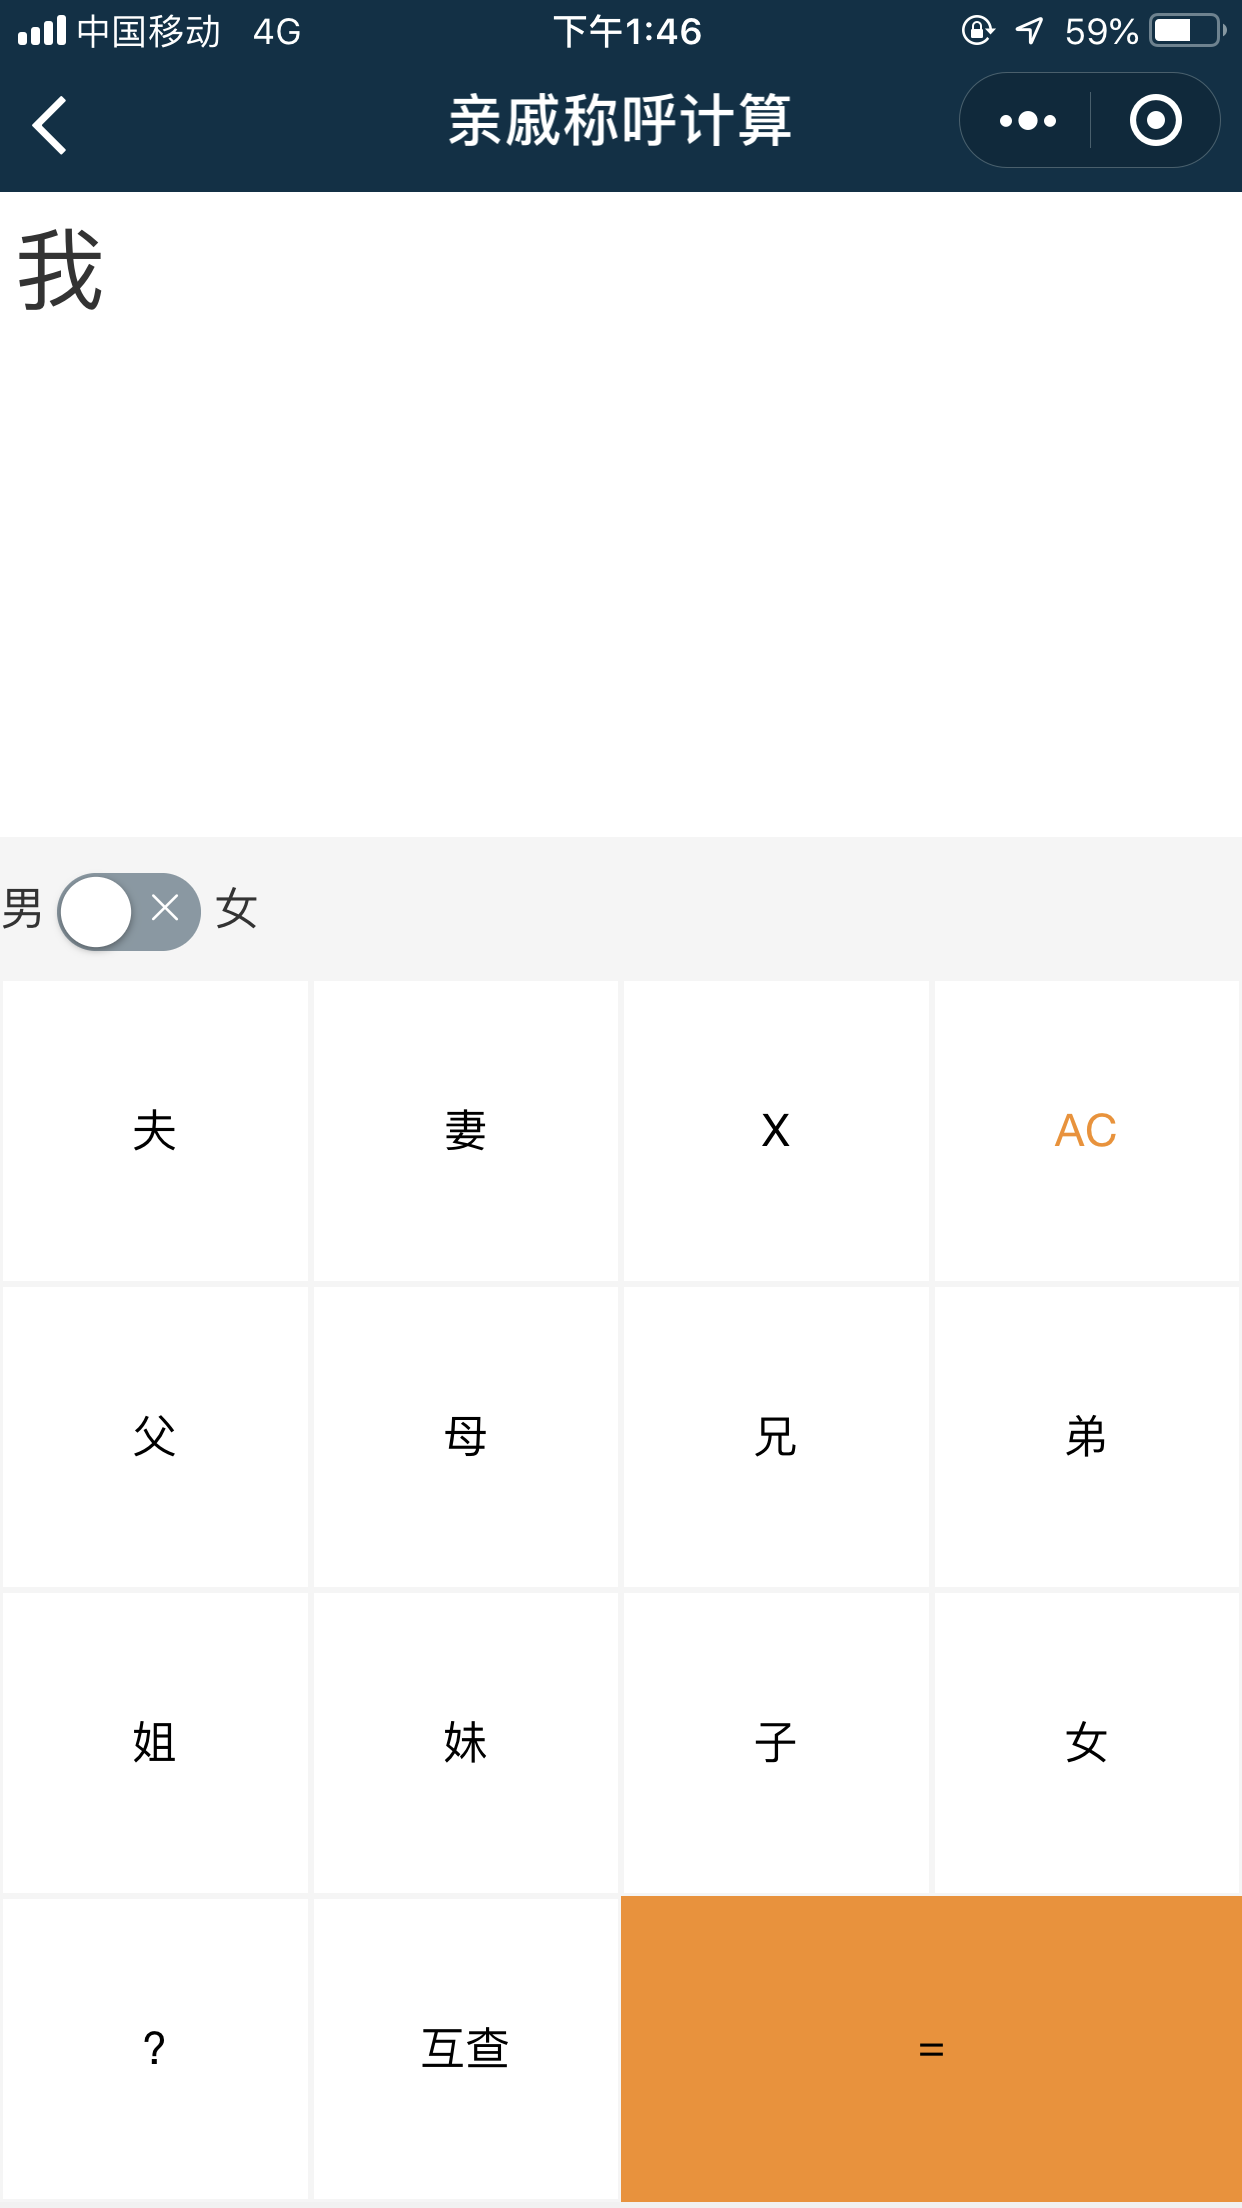 中国移动 4G 下午1:46 59%
亲戚称呼计算
我
男 女
夫 妻 X AC
父 母 兄 弟
姐 妹 子 女
? 互查 =